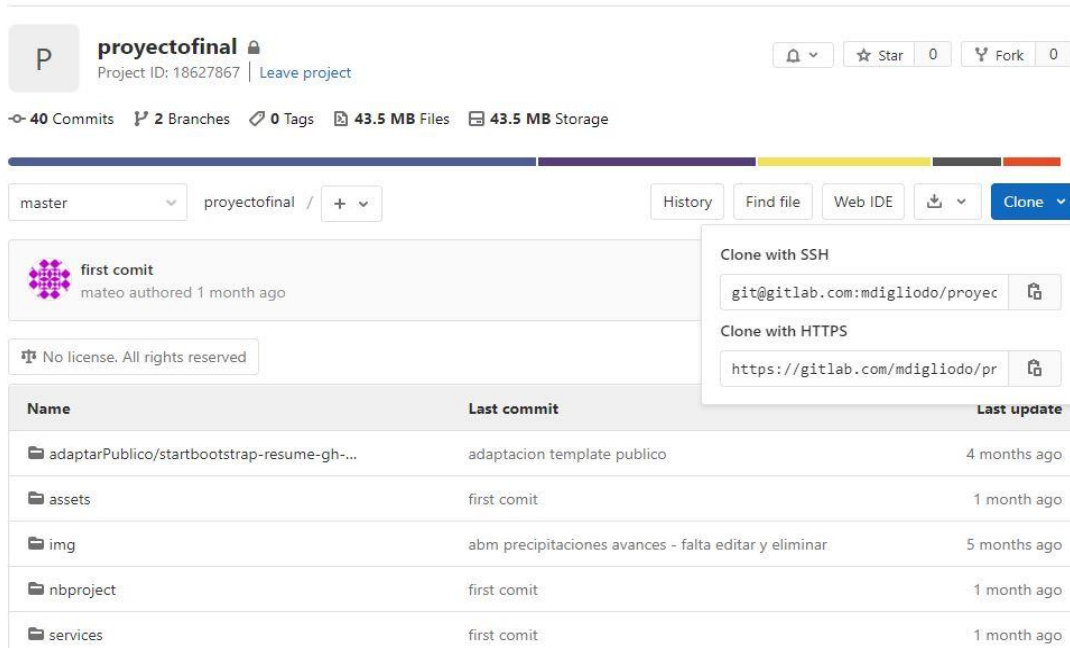 P
proyectofinal
Project ID: 18627867 Leave project
Star 0 Fork 0
40 Commits 2 Branches 0 Tags 43.5 MB Files 43.5 MB Storage
master proyectofinal / + History Find file Web IDE Clone
first comit
mateo authored 1 month ago
Clone with SSH
git@gitlab.com:mdigliodo/proyec
Clone with HTTPS
https://gitlab.com/mdigliodo/pr
No license. All rights reserved
Name Last commit Last update
adaptarPublico/startbootstrap-resume-gh-... adaptacion template publico 4 months ago
assets first comit 1 month ago
img abm precipitaciones avances - falta editar y eliminar 5 months ago
nbproject first comit 1 month ago
services first comit 1 month ago